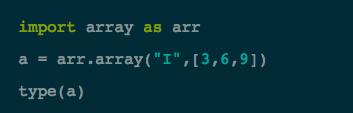 import array as arr
a = arr.array("I",[3,6,9])
type(a)